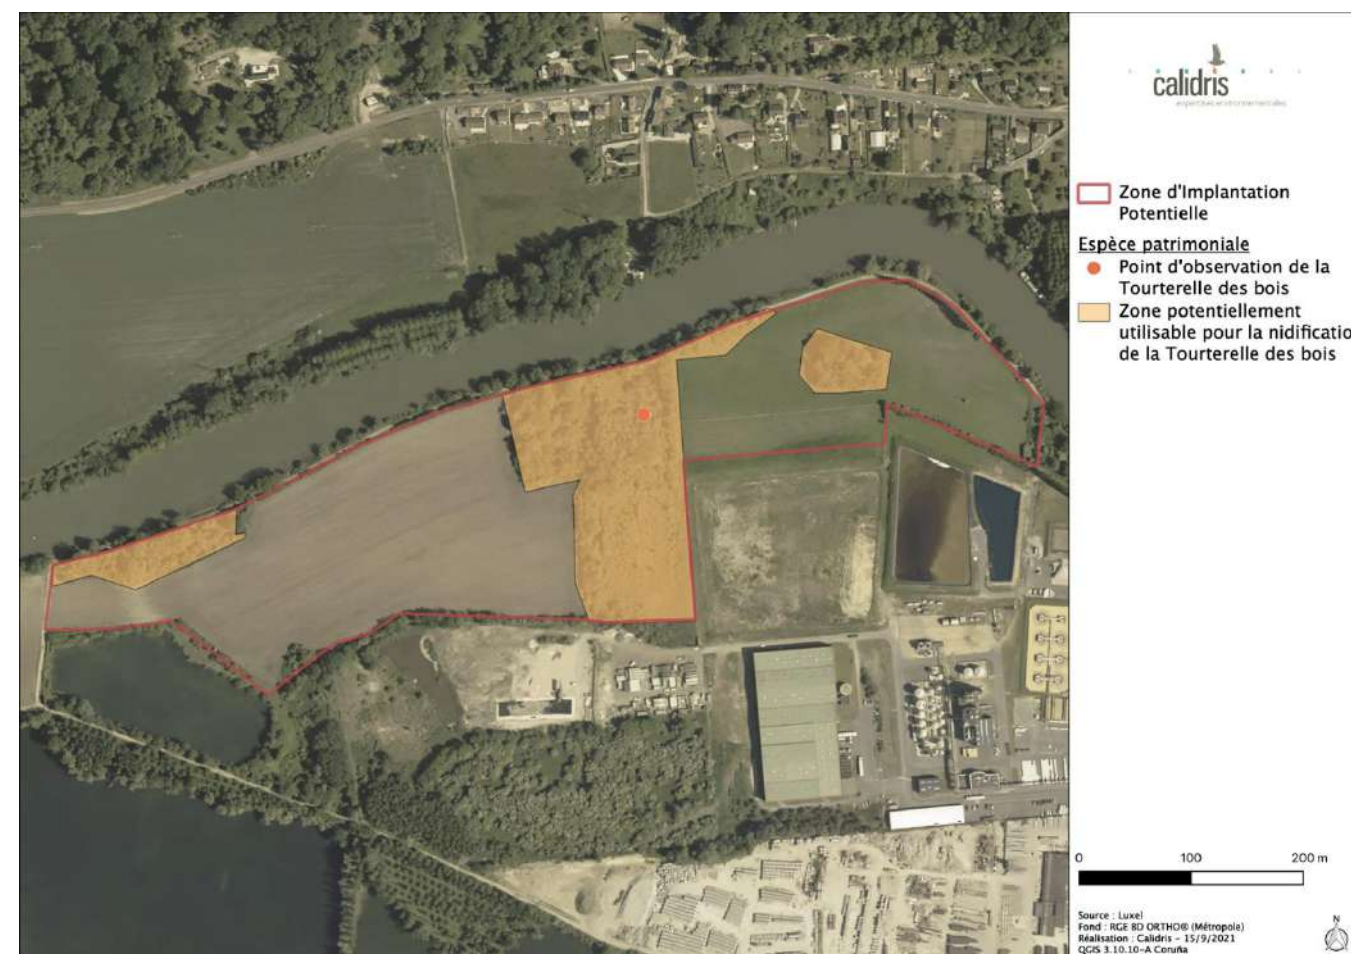 calidris
expertises environnementales
Zone d'Implantation
Potentielle
Espèce patrimoniale
Point d'observation de la
Tourterelle des bois
Zone potentiellement
utilisable pour la nidificatio
de la Tourterelle des bois
0 100 200 m
Source : Luxel
Fond : RGE BD ORTHO® (Métropole)
Réalisation : Calidris - 15/9/2021
QGIS 3.10.10-A Coruña
N